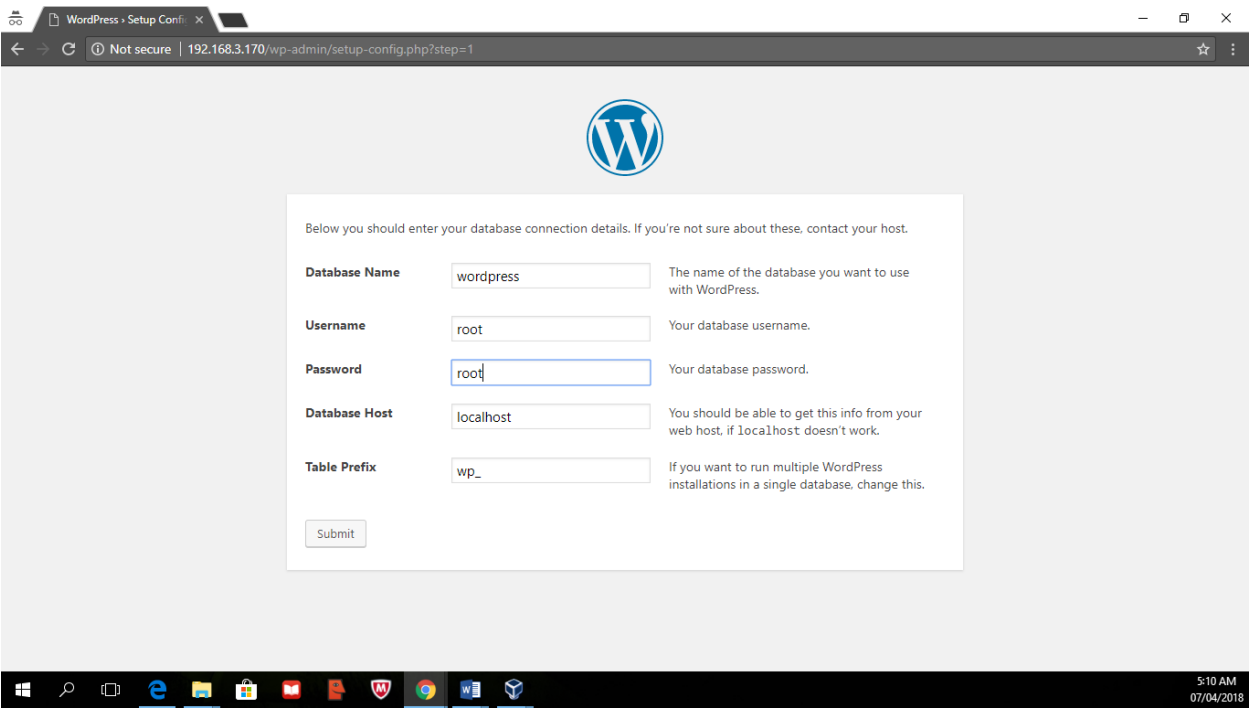 WordPress › Setup Confi
Not secure | 192.168.3.170/wp-admin/setup-config.php?step=1
Below you should enter your database connection details. If you're not sure about these, contact your host.
Database Name
wordpress
The name of the database you want to use
with WordPress.
Username
root
Your database username.
Password
root
Your database password.
Database Host
localhost
You should be able to get this info from your
web host, if localhost doesn't work.
Table Prefix
wp_
If you want to run multiple WordPress
installations in a single database, change this.
Submit
5:10 AM
07/04/2018